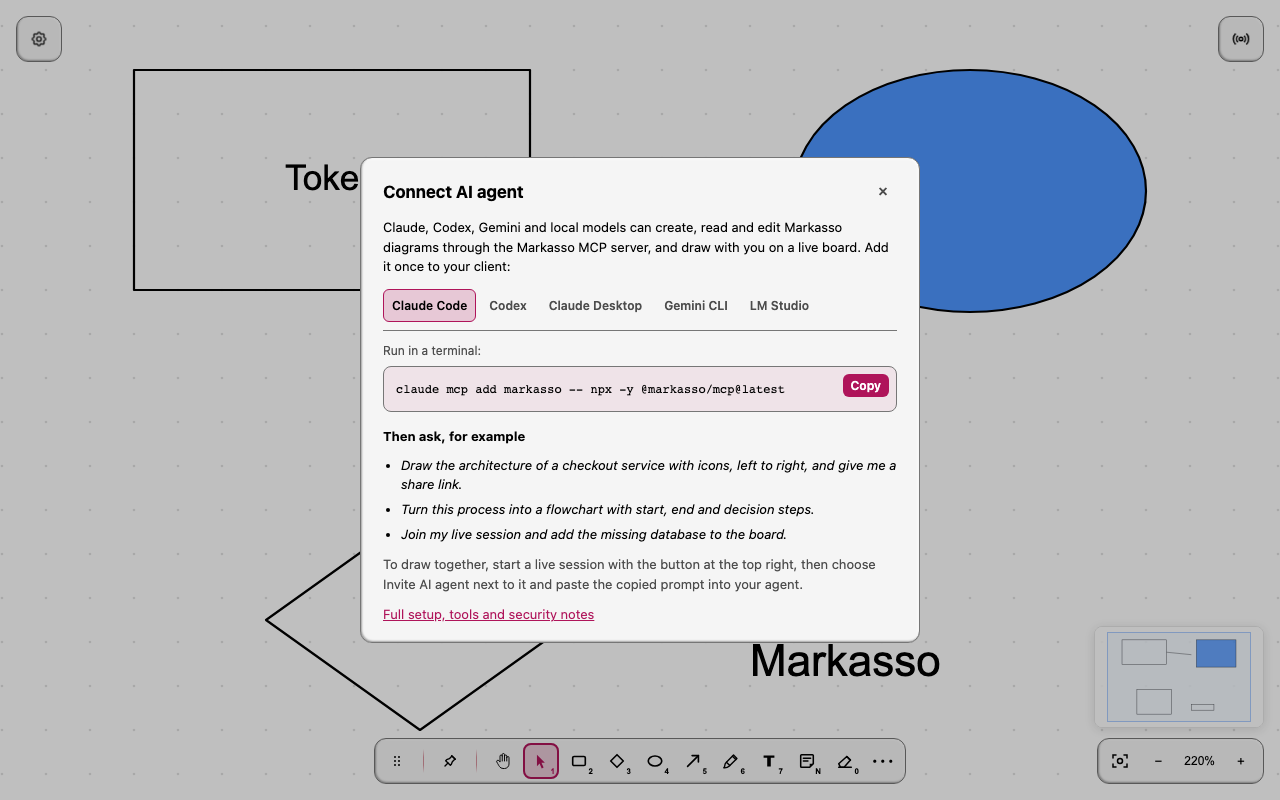 Toke
Connect AI agent
×
Claude, Codex, Gemini and local models can create, read and edit Markasso
diagrams through the Markasso MCP server, and draw with you on a live board. Add
it once to your client:
Claude Code Codex Claude Desktop Gemini CLI LM Studio
Run in a terminal:
claude mcp add markasso -- npx -y @markasso/mcp@latest
Copy
Then ask, for example
• Draw the architecture of a checkout service with icons, left to right, and give me a
share link.
• Turn this process into a flowchart with start, end and decision steps.
• Join my live session and add the missing database to the board.
To draw together, start a live session with the button at the top right, then choose
Invite AI agent next to it and paste the copied prompt into your agent.
Full setup, tools and security notes
Markasso
1 2 3 4 5 6 T 7 N 0
− 220% +